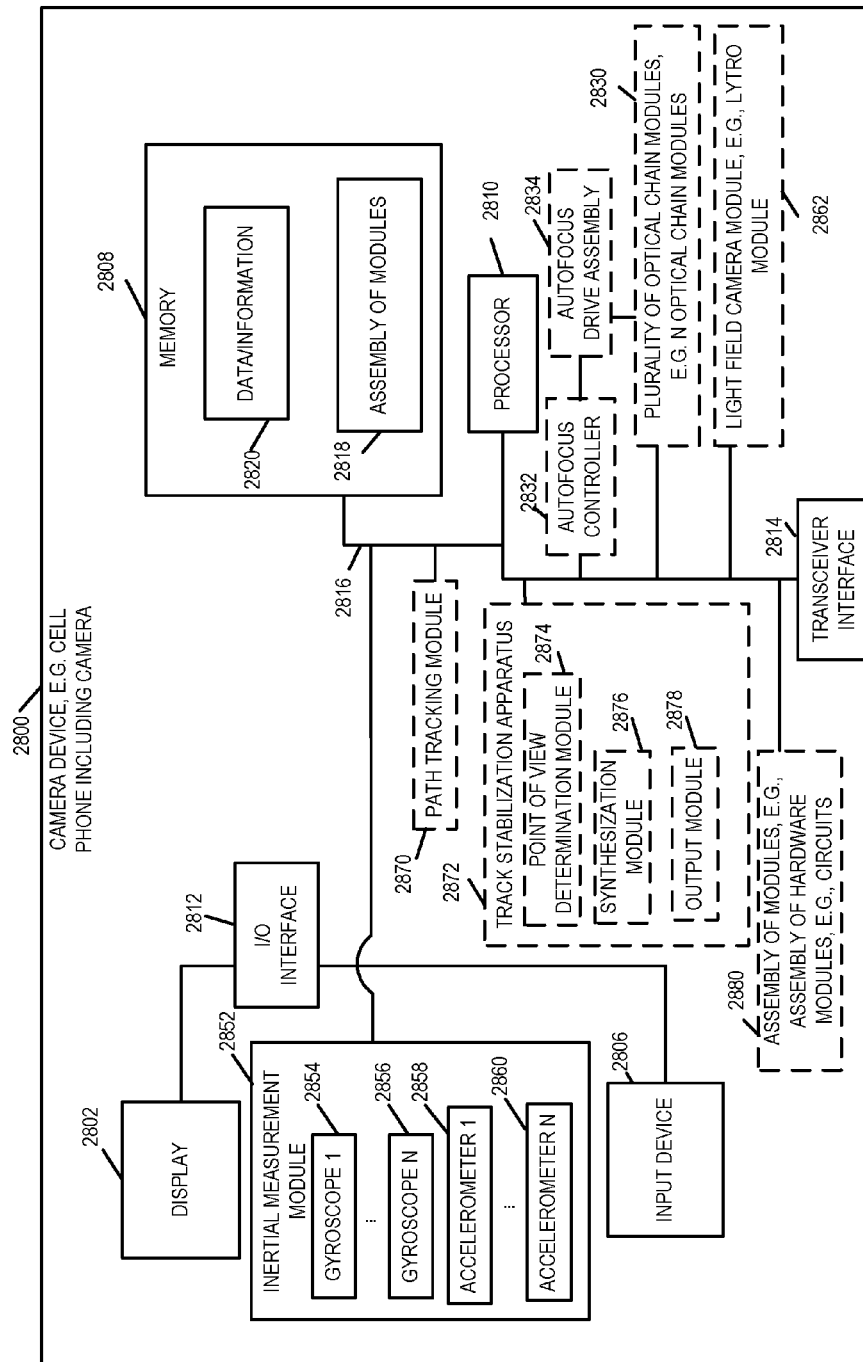 2800
CAMERA DEVICE, E.G. CELL
PHONE INCLUDING CAMERA
2802
DISPLAY
2812
I/O
INTERFACE
2852
INERTIAL MEASUREMENT
MODULE
2854
GYROSCOPE 1
...
2856
GYROSCOPE N
2858
ACCELEROMETER 1
...
2860
ACCELEROMETER N
2806
INPUT DEVICE
2808
MEMORY
DATA/INFORMATION
2820
ASSEMBLY OF MODULES
2818
2816
PATH TRACKING MODULE
2870
TRACK STABILIZATION APPARATUS
2872
POINT OF VIEW
DETERMINATION MODULE
2874
SYNTHESIZATION
MODULE
2876
OUTPUT MODULE
2878
ASSEMBLY OF MODULES, E.G.,
ASSEMBLY OF HARDWARE
MODULES, E.G., CIRCUITS
2880
2810
PROCESSOR
2832
AUTOFOCUS
CONTROLLER
2834
AUTOFOCUS
DRIVE ASSEMBLY
2830
PLURALITY OF OPTICAL CHAIN MODULES,
E.G. N OPTICAL CHAIN MODULES
LIGHT FIELD CAMERA MODULE, E.G., LYTRO
MODULE
2862
2814
TRANSCEIVER
INTERFACE